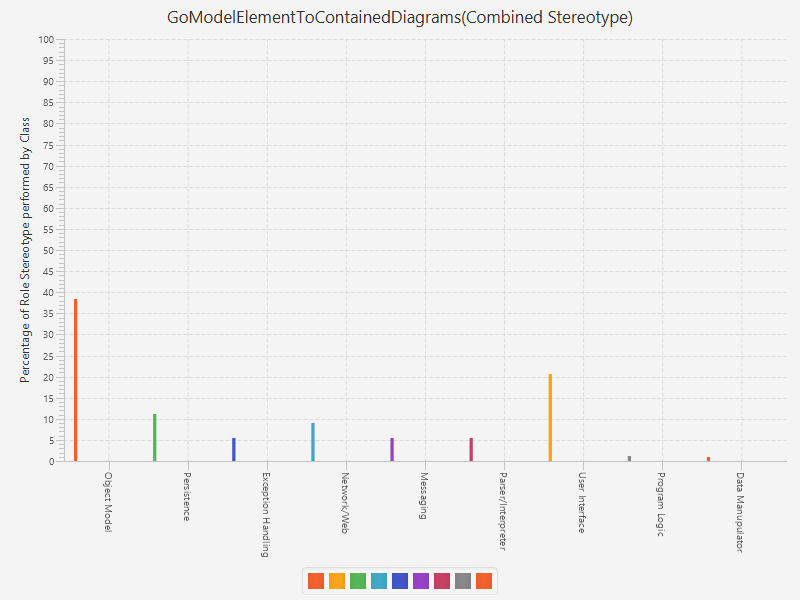 GoModelElementToContainedDiagrams(Combined Stereotype)
Percentage of Role Stereotype performed by Class
100
95
90
85
80
75
70
65
60
55
50
45
40
35
30
25
20
15
10
5
0
Object Model
Persistence
Exception Handling
Network/Web
Messaging
Parser/Interpreter
User Interface
Program Logic
Data Manupulator